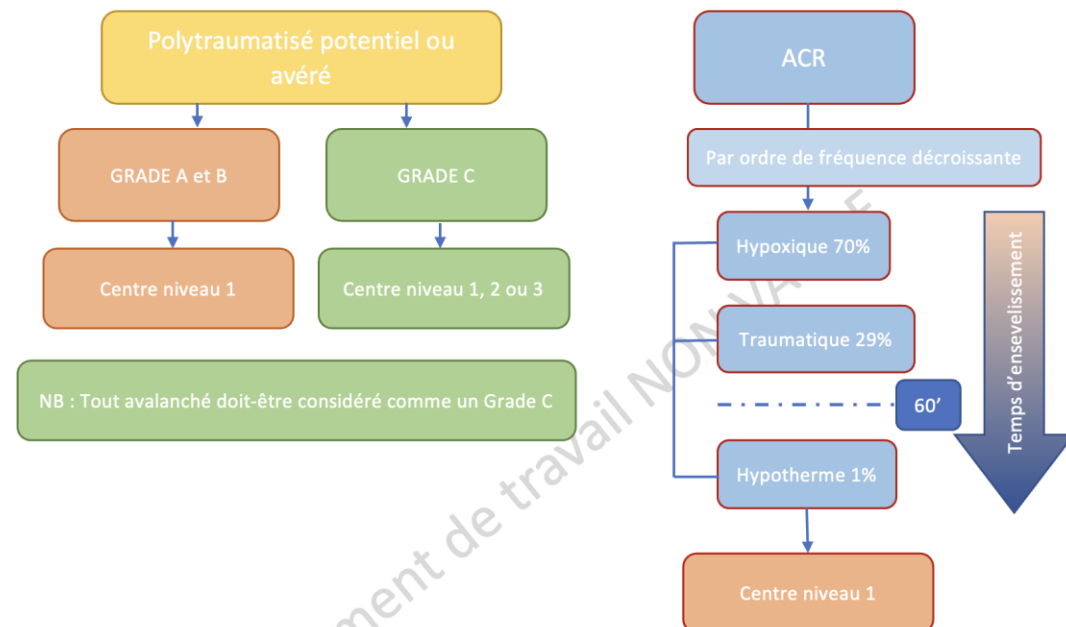 Polytraumatisé potentiel ou
avéré
GRADE A et B
GRADE C
Centre niveau 1
Centre niveau 1, 2 ou 3
NB : Tout avalanché doit-être considéré comme un Grade C
ACR
Par ordre de fréquence décroissante
Hypoxique 70%
Traumatique 29%
60’
Hypotherme 1%
Centre niveau 1
Temps d’ensevelissement
de travail NON